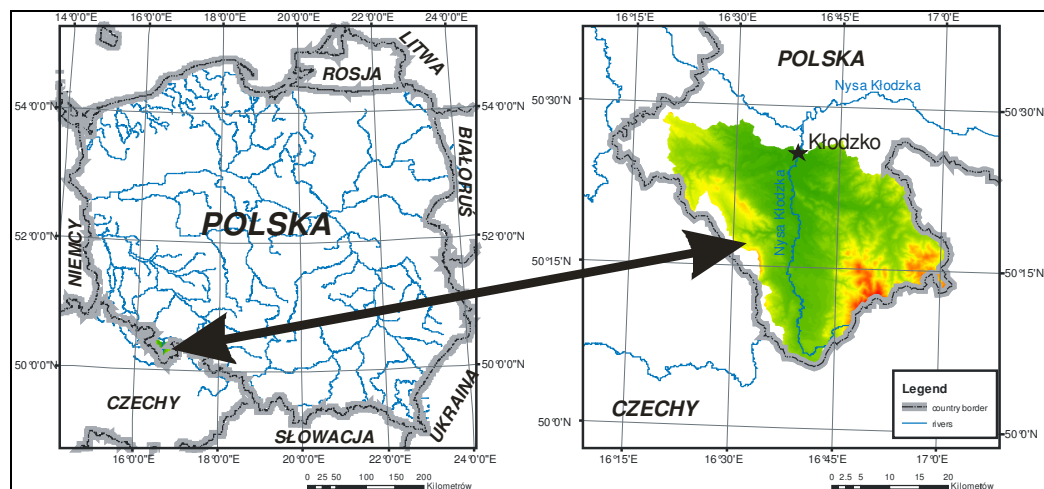 14°0'0"E 16°0'0"E 18°0'0"E 20°0'0"E 22°0'0"E 24°0'0"E
LITWA
ROSJA
54°0'0"N
54°0'0"N
BIAŁORUŚ
POLSKA
NIEMCY
52°0'0"N
52°0'0"N
50°0'0"N
50°0'0"N
CZECHY
SŁOWACJA
UKRAINA
16°0'0"E 18°0'0"E 20°0'0"E 22°0'0"E 24°0'0"E
0 25 50 100 150 200
Kilometrów
16°15'E 16°30'E 16°45'E 17°0'E
POLSKA
Nysa Kłodzka
50°30'N
50°30'N
Kłodzko
Nysa Kłodzka
50°15'N
50°15'N
Legend
country border
rivers
CZECHY
50°0'N
50°0'N
16°15'E 16°30'E 16°45'E 17°0'E
0 2.5 5 10 15 20
Kilometrów